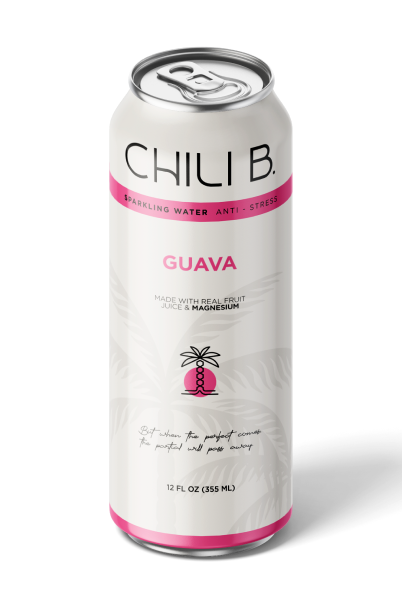 CHILI B.
SPARKLING WATER ANTI - STRESS
GUAVA
MADE WITH REAL FRUIT
JUICE & MAGNESIUM
But when the perfect comes
the partial will pass away
12 FL OZ (355 ML)